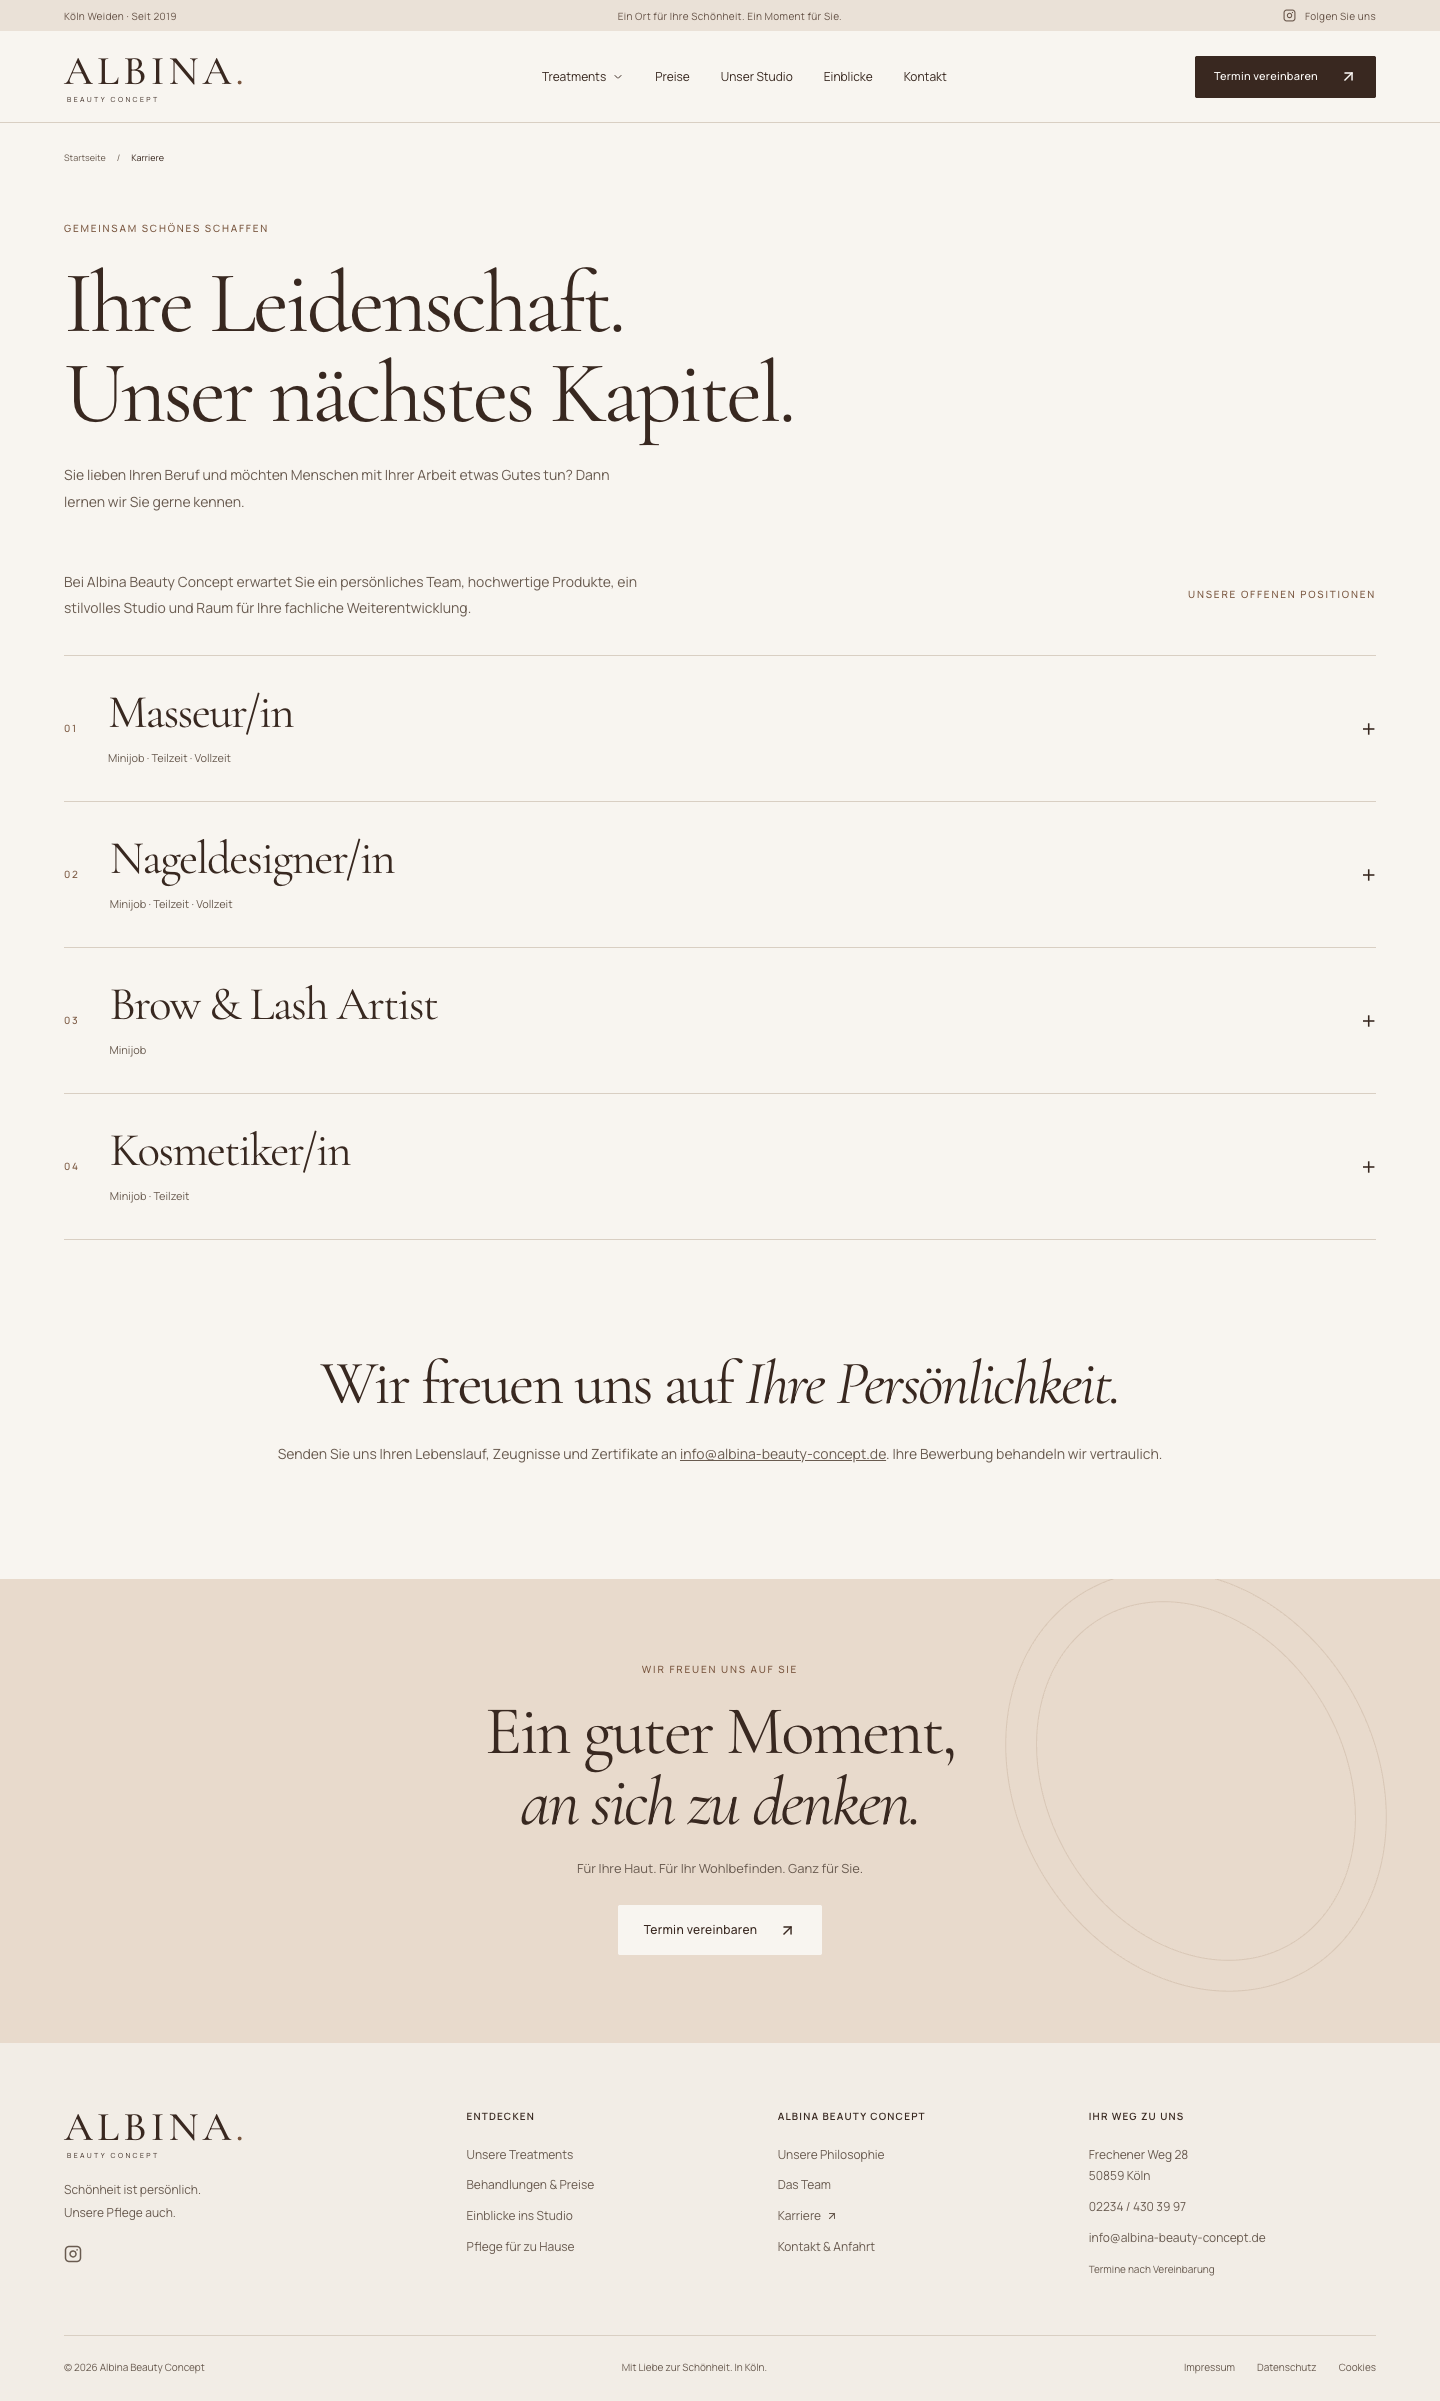 Köln Weiden · Seit 2019
Ein Ort für Ihre Schönheit. Ein Moment für Sie.
Folgen Sie uns
ALBINA.
BEAUTY CONCEPT
Treatments
Preise
Unser Studio
Einblicke
Kontakt
Termin vereinbaren
Startseite / Karriere
GEMEINSAM SCHÖNES SCHAFFEN
Ihre Leidenschaft.
Unser nächstes Kapitel.
Sie lieben Ihren Beruf und möchten Menschen mit Ihrer Arbeit etwas Gutes tun? Dann
lernen wir Sie gerne kennen.
Bei Albina Beauty Concept erwartet Sie ein persönliches Team, hochwertige Produkte, ein
stilvolles Studio und Raum für Ihre fachliche Weiterentwicklung.
UNSERE OFFENEN POSITIONEN
01
Masseur/in
Minijob · Teilzeit · Vollzeit
02
Nageldesigner/in
Minijob · Teilzeit · Vollzeit
03
Brow & Lash Artist
Minijob
04
Kosmetiker/in
Minijob · Teilzeit
Wir freuen uns auf Ihre Persönlichkeit.
Senden Sie uns Ihren Lebenslauf, Zeugnisse und Zertifikate an info@albina-beauty-concept.de. Ihre Bewerbung behandeln wir vertraulich.
WIR FREUEN UNS AUF SIE
Ein guter Moment,
an sich zu denken.
Für Ihre Haut. Für Ihr Wohlbefinden. Ganz für Sie.
Termin vereinbaren
ALBINA.
BEAUTY CONCEPT
Schönheit ist persönlich.
Unsere Pflege auch.
ENTDECKEN
Unsere Treatments
Behandlungen & Preise
Einblicke ins Studio
Pflege für zu Hause
ALBINA BEAUTY CONCEPT
Unsere Philosophie
Das Team
Karriere
Kontakt & Anfahrt
IHR WEG ZU UNS
Frechener Weg 28
50859 Köln
02234 / 430 39 97
info@albina-beauty-concept.de
Termine nach Vereinbarung
© 2026 Albina Beauty Concept
Mit Liebe zur Schönheit. In Köln.
Impressum
Datenschutz
Cookies